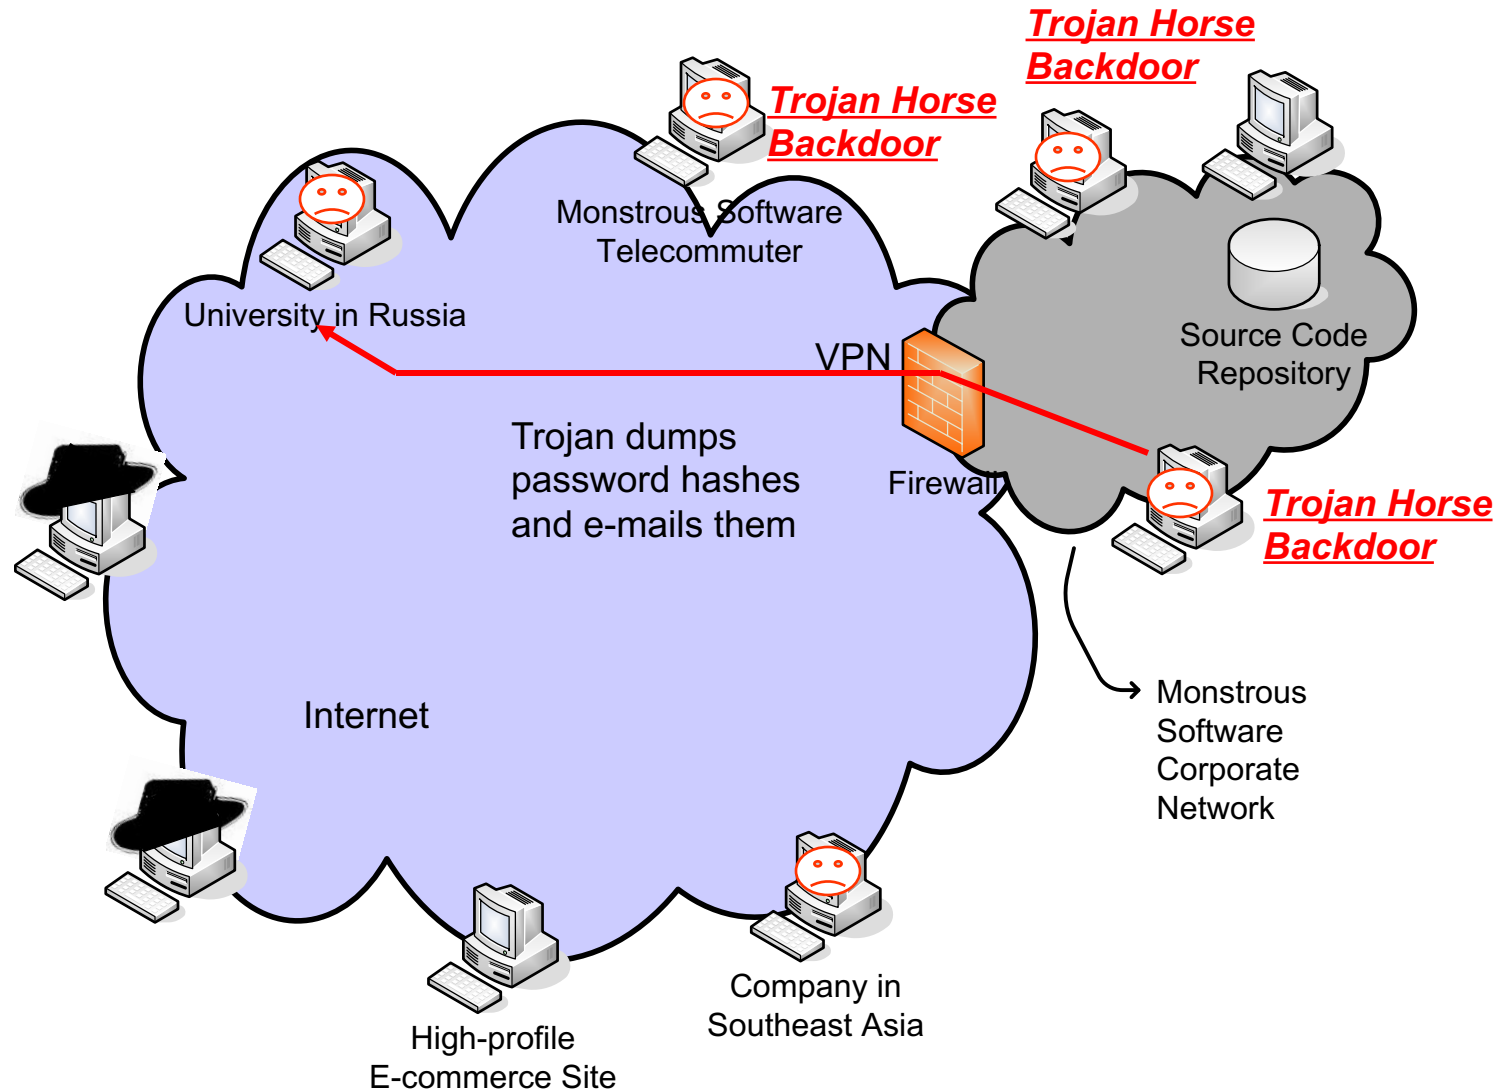 Trojan Horse
Backdoor
Trojan Horse
Backdoor
Monstrous Software
Telecommuter
University in Russia
VPN
Source Code
Repository
Trojan dumps
password hashes
and e-mails them
Firewall
Trojan Horse
Backdoor
Internet
Monstrous
Software
Corporate
Network
Company in
Southeast Asia
High-profile
E-commerce Site